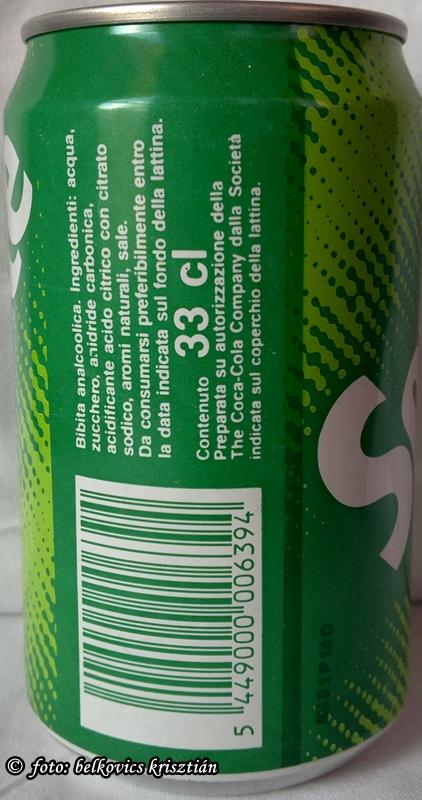 Bibita analcoolica. Ingredienti: acqua,
zucchero, anidride carbonica,
acidificante acido citrico con citrato
sodico, aromi naturali, sale.
Da consumarsi preferibilmente entro
la data indicata sul fondo della lattina.
Contenuto 33 cl
Preparata su autorizzazione della
The Coca-Cola Company dalla Società
indicata sul coperchio della lattina.
5 449000 006394
© foto: belkovics krisztián